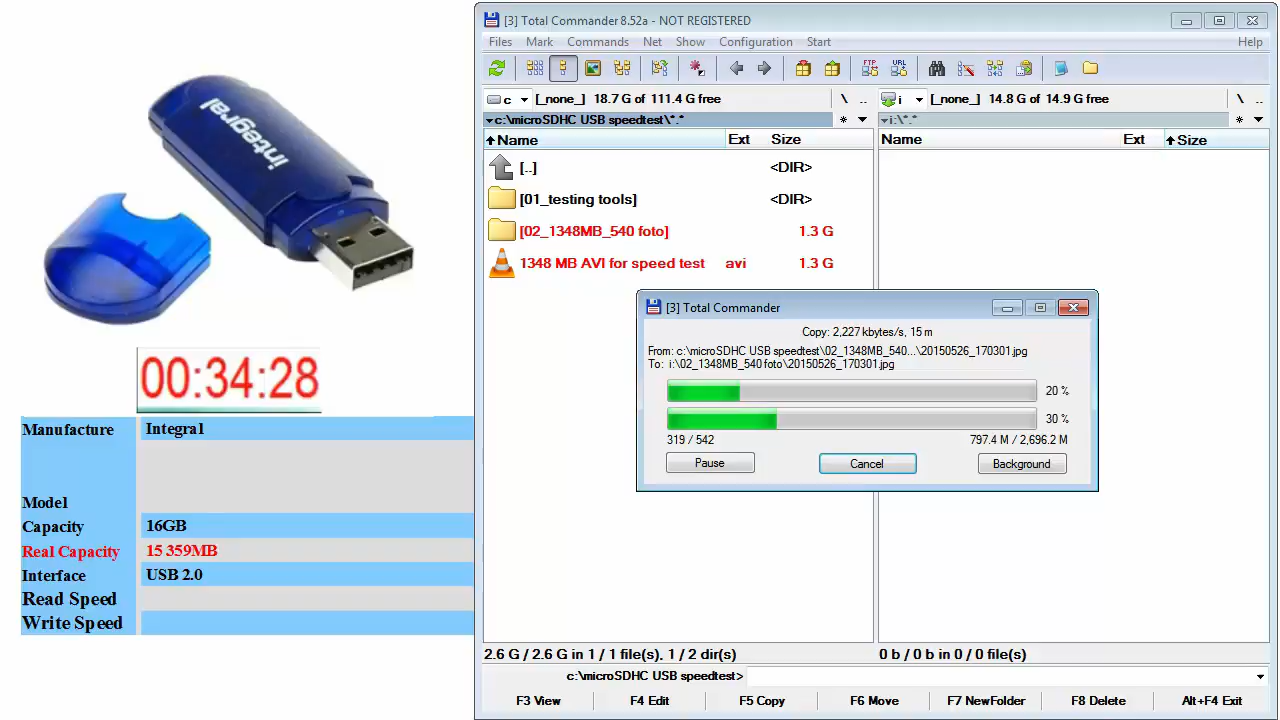 integral
00:34:28
Manufacture Integral
Model
Capacity 16GB
Real Capacity 15 359MB
Interface USB 2.0
Read Speed
Write Speed
[3] Total Commander 8.52a - NOT REGISTERED
Files Mark Commands Net Show Configuration Start Help
FTP URL
c [_none_] 18.7 G of 111.4 G free \ ..
i [_none_] 14.8 G of 14.9 G free \ ..
c:\microSDHC USB speedtest\*.* *
i:\*.* *
Name Ext Size
Name Ext Size
[..] <DIR>
[01_testing tools] <DIR>
[02_1348MB_540 foto] 1.3 G
1348 MB AVI for speed test avi 1.3 G
[3] Total Commander
Copy: 2,227 kbytes/s, 15 m
From: c:\microSDHC USB speedtest\02_1348MB_540...\20150526_170301.jpg
To: i:\02_1348MB_540 foto\20150526_170301.jpg
20 %
30 %
319 / 542 797.4 M / 2,696.2 M
Pause Cancel Background
2.6 G / 2.6 G in 1 / 1 file(s), 1 / 2 dir(s)
0 b / 0 b in 0 / 0 file(s)
c:\microSDHC USB speedtest>
F3 View F4 Edit F5 Copy F6 Move F7 NewFolder F8 Delete Alt+F4 Exit